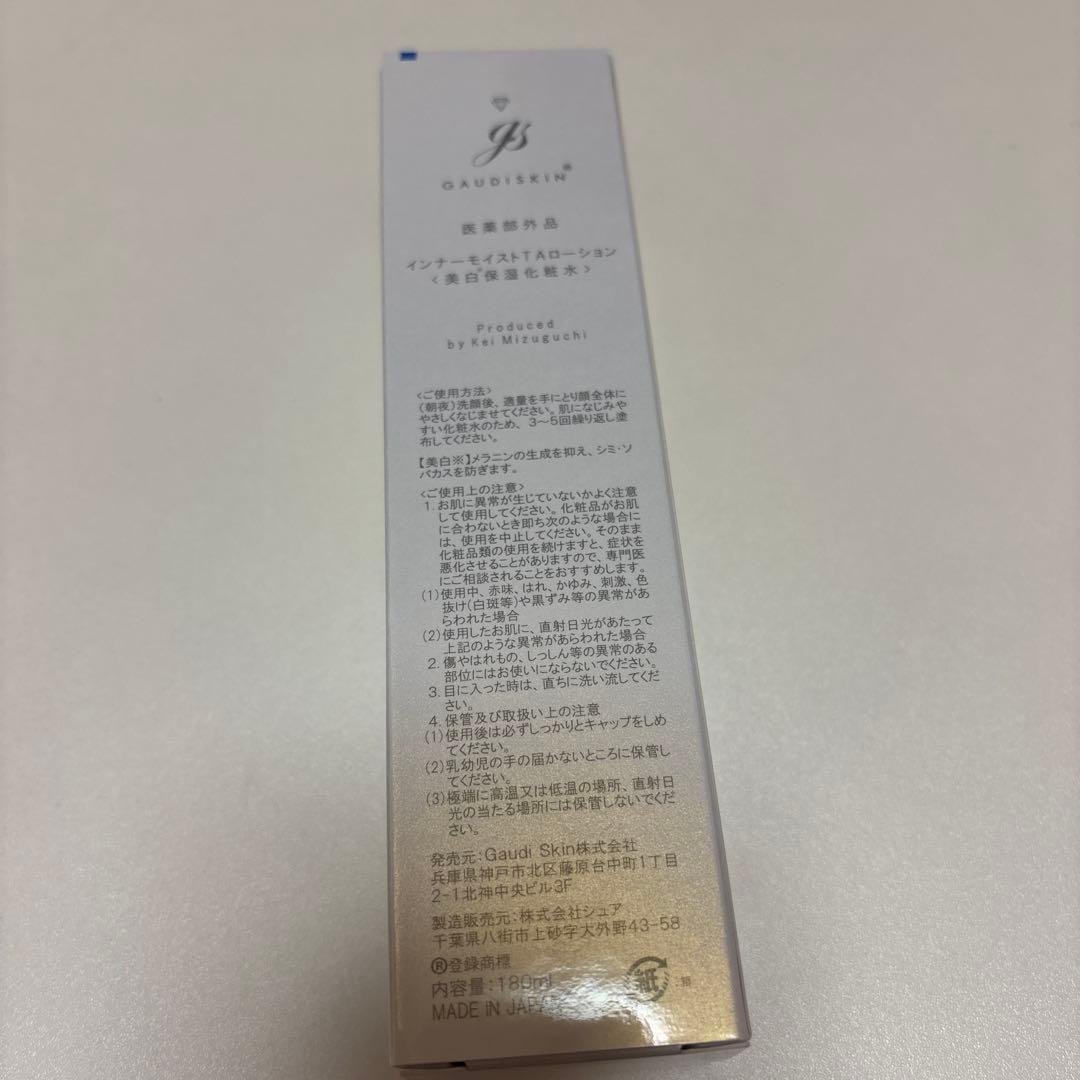 gs
GAUDISKIN®
医薬部外品
インナーモイストTAローション
<美白※保湿化粧水>
Produced
by Kei Mizuguchi
<ご使用方法>
(朝夜)洗顔後、適量を手にとり顔全体に
やさしくなじませてください。肌になじみや
すい化粧水のため、3〜5回繰り返し塗
布してください。
【美白※】メラニンの生成を抑え、シミ・ソ
バカスを防ぎます。
<ご使用上の注意>
1. お肌に異常が生じていないかよく注意
して使用してください。化粧品がお肌
に合わないとき即ち次のような場合に
は、使用を中止してください。そのまま
化粧品類の使用を続けますと、症状を
悪化させることがありますので、専門医
にご相談されることをおすすめします。
(1)使用中、赤味、はれ、かゆみ、刺激、色
抜け(白斑等)や黒ずみ等の異常があ
らわれた場合
(2)使用したお肌に、直射日光があたって
上記のような異常があらわれた場合
2. 傷やはれもの、しっしん等の異常のある
部位にはお使いにならないでください。
3. 目に入った時は、直ちに洗い流してくだ
さい。
4. 保管及び取扱い上の注意
(1)使用後は必ずしっかりとキャップをしめ
てください。
(2)乳幼児の手の届かないところに保管し
てください。
(3)極端に高温又は低温の場所、直射日
光の当たる場所には保管しないでくだ
さい。
発売元:Gaudi Skin株式会社
兵庫県神戸市北区藤原台中町1丁目
2-1北神中央ビル3F
製造販売元:株式会社シュア
千葉県八街市上砂字大外野43-58
®登録商標
内容量:180ml
MADE iN JAPAN
紙 :箱